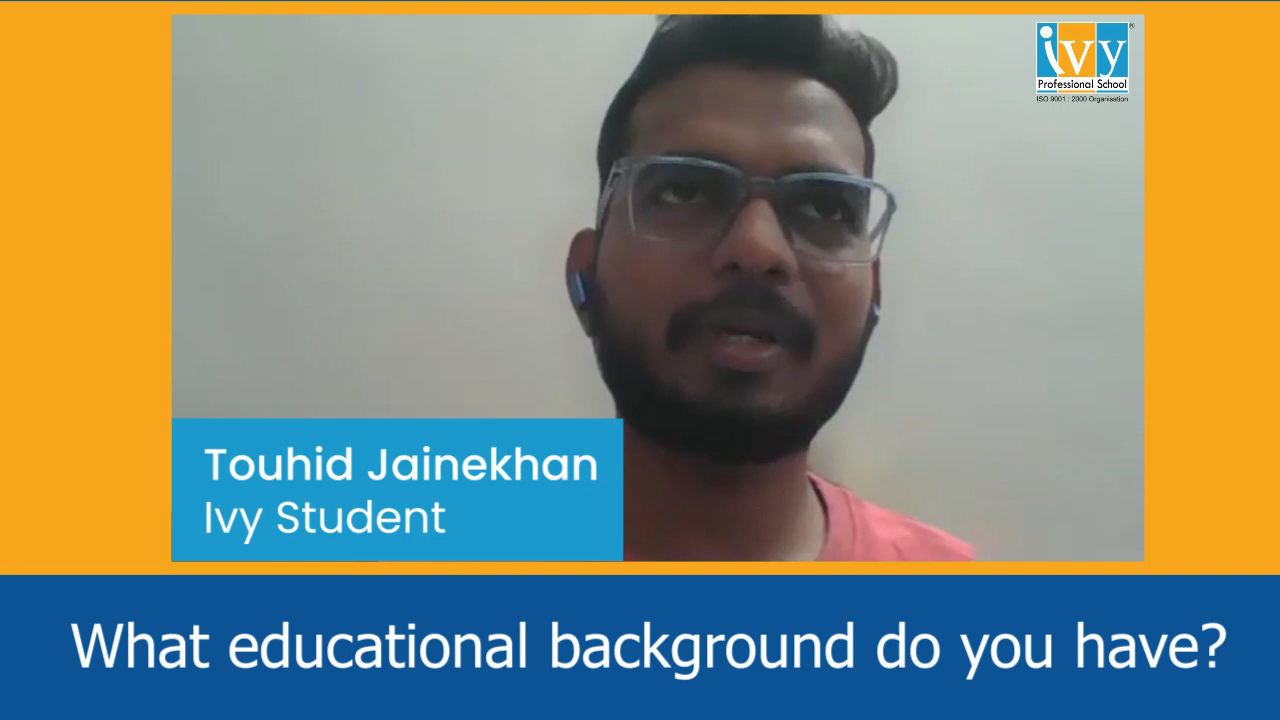 ivy®
Professional School
ISO 9001 : 2000 Organisation
Touhid Jainekhan
Ivy Student
What educational background do you have?